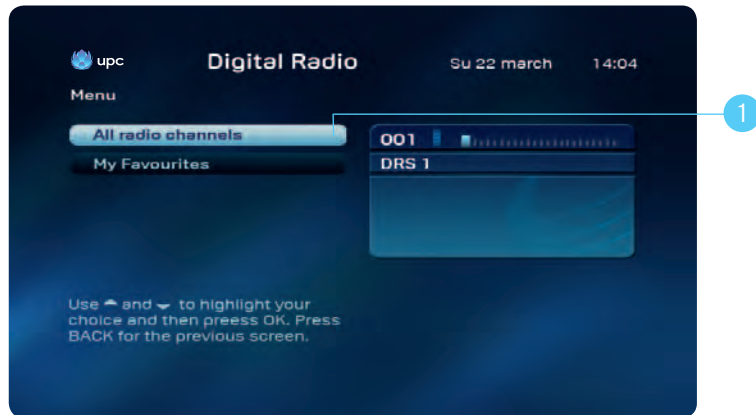 upc Digital Radio Su 22 march 14:04
Menu
All radio channels
001
1
My Favourites
DRS 1
Use and to highlight your
choice and then preess OK. Press
BACK for the previous screen.